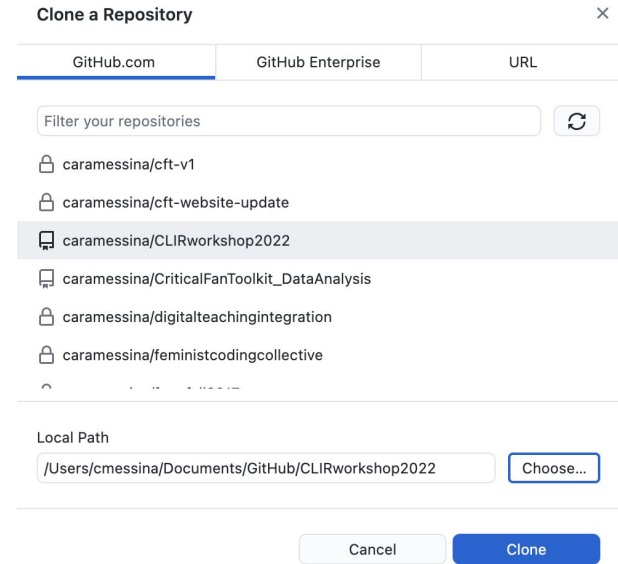 Clone a Repository
GitHub.com
GitHub Enterprise
URL
Filter your repositories
caramessina/cft-v1
caramessina/cft-website-update
caramessina/CLIRworkshop2022
caramessina/CriticalFanToolkit_DataAnalysis
caramessina/digitalteachingintegration
caramessina/feministcodingcollective
Local Path
/Users/cmessina/Documents/GitHub/CLIRworkshop2022
Choose...
Cancel
Clone